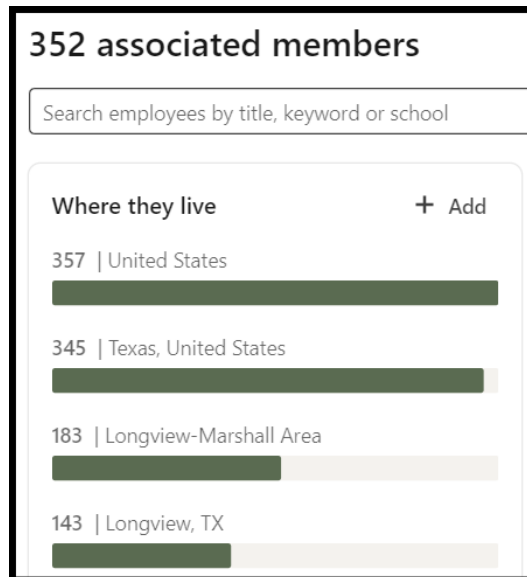 352 associated members
Search employees by title, keyword or school
Where they live + Add
357 | United States
345 | Texas, United States
183 | Longview-Marshall Area
143 | Longview, TX